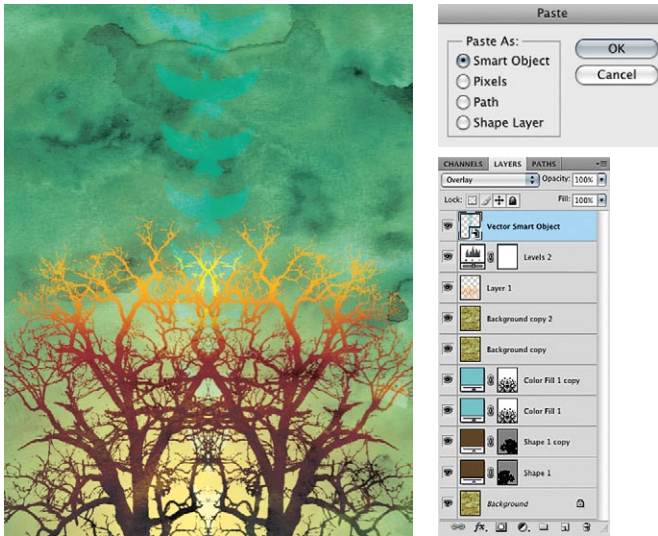 Paste
Paste As:
Smart Object
Pixels
Path
Shape Layer
OK
Cancel
CHANNELS LAYERS PATHS
Overlay Opacity: 100%
Lock: Fill: 100%
Vector Smart Object
Levels 2
Layer 1
Background copy 2
Background copy
Color Fill 1 copy
Color Fill 1
Shape 1 copy
Shape 1
Background
fx.